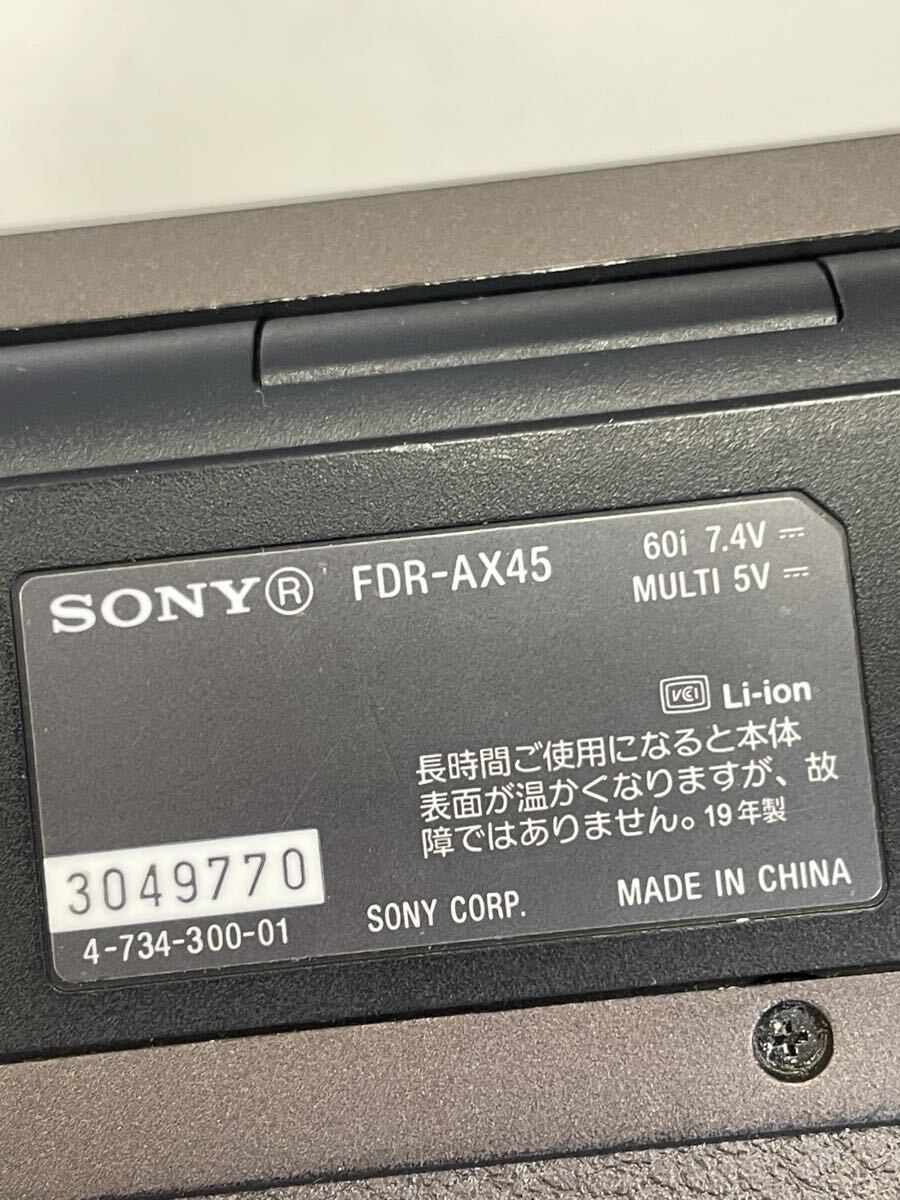 SONY® FDR-AX45
60i 7.4V ⎓
MULTI 5V ⎓
VCI Li-ion
長時間ご使用になると本体
表面が温かくなりますが、故
障ではありません。19年製
3049770
4-734-300-01
SONY CORP.
MADE IN CHINA